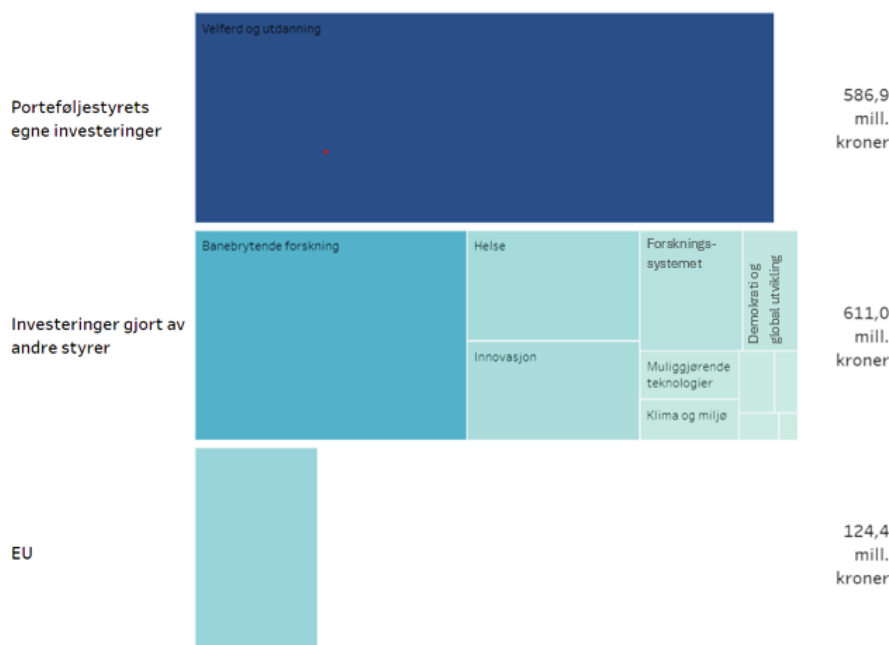 Velferd og utdanning
Porteføljestyrets
egne investeringer
586,9
mill.
kroner
Banebrytende forskning
Helse
Forsknings-
systemet
Demokrati og
global utvikling
Innovasjon
Muliggjørende
teknologier
Klima og miljø
Investeringer gjort av
andre styrer
611,0
mill.
kroner
EU
124,4
mill.
kroner